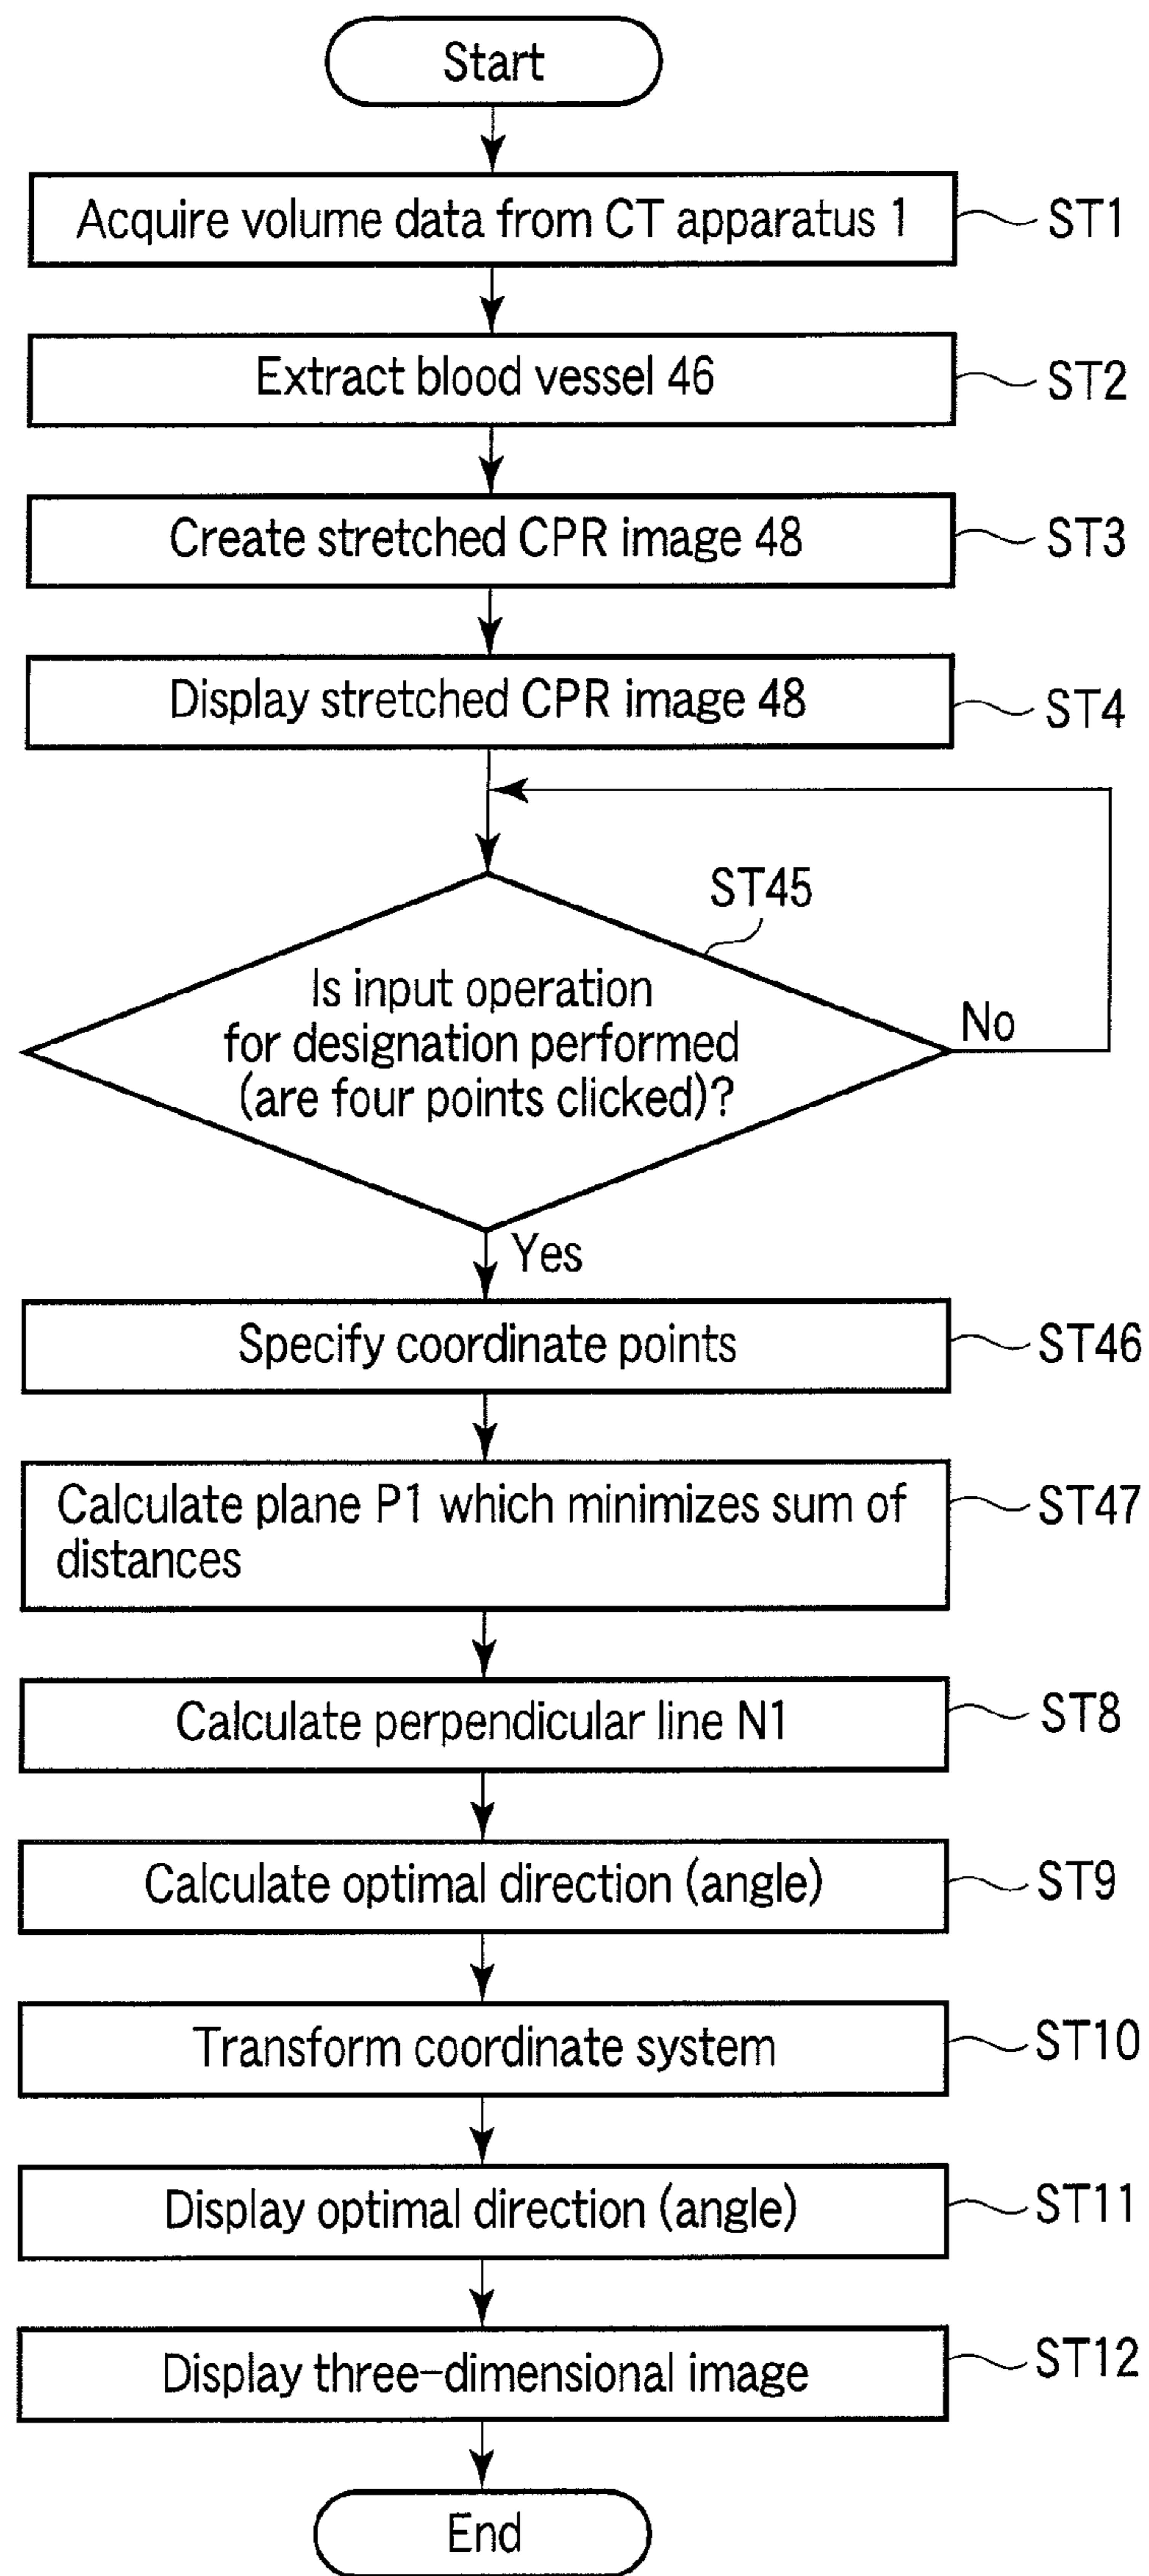 Start
Acquire volume data from CT apparatus 1
ST1
Extract blood vessel 46
ST2
Create stretched CPR image 48
ST3
Display stretched CPR image 48
ST4
ST45
Is input operation
for designation performed
(are four points clicked)?
No
Yes
Specify coordinate points
ST46
Calculate plane P1 which minimizes sum of
distances
ST47
Calculate perpendicular line N1
ST8
Calculate optimal direction (angle)
ST9
Transform coordinate system
ST10
Display optimal direction (angle)
ST11
Display three-dimensional image
ST12
End